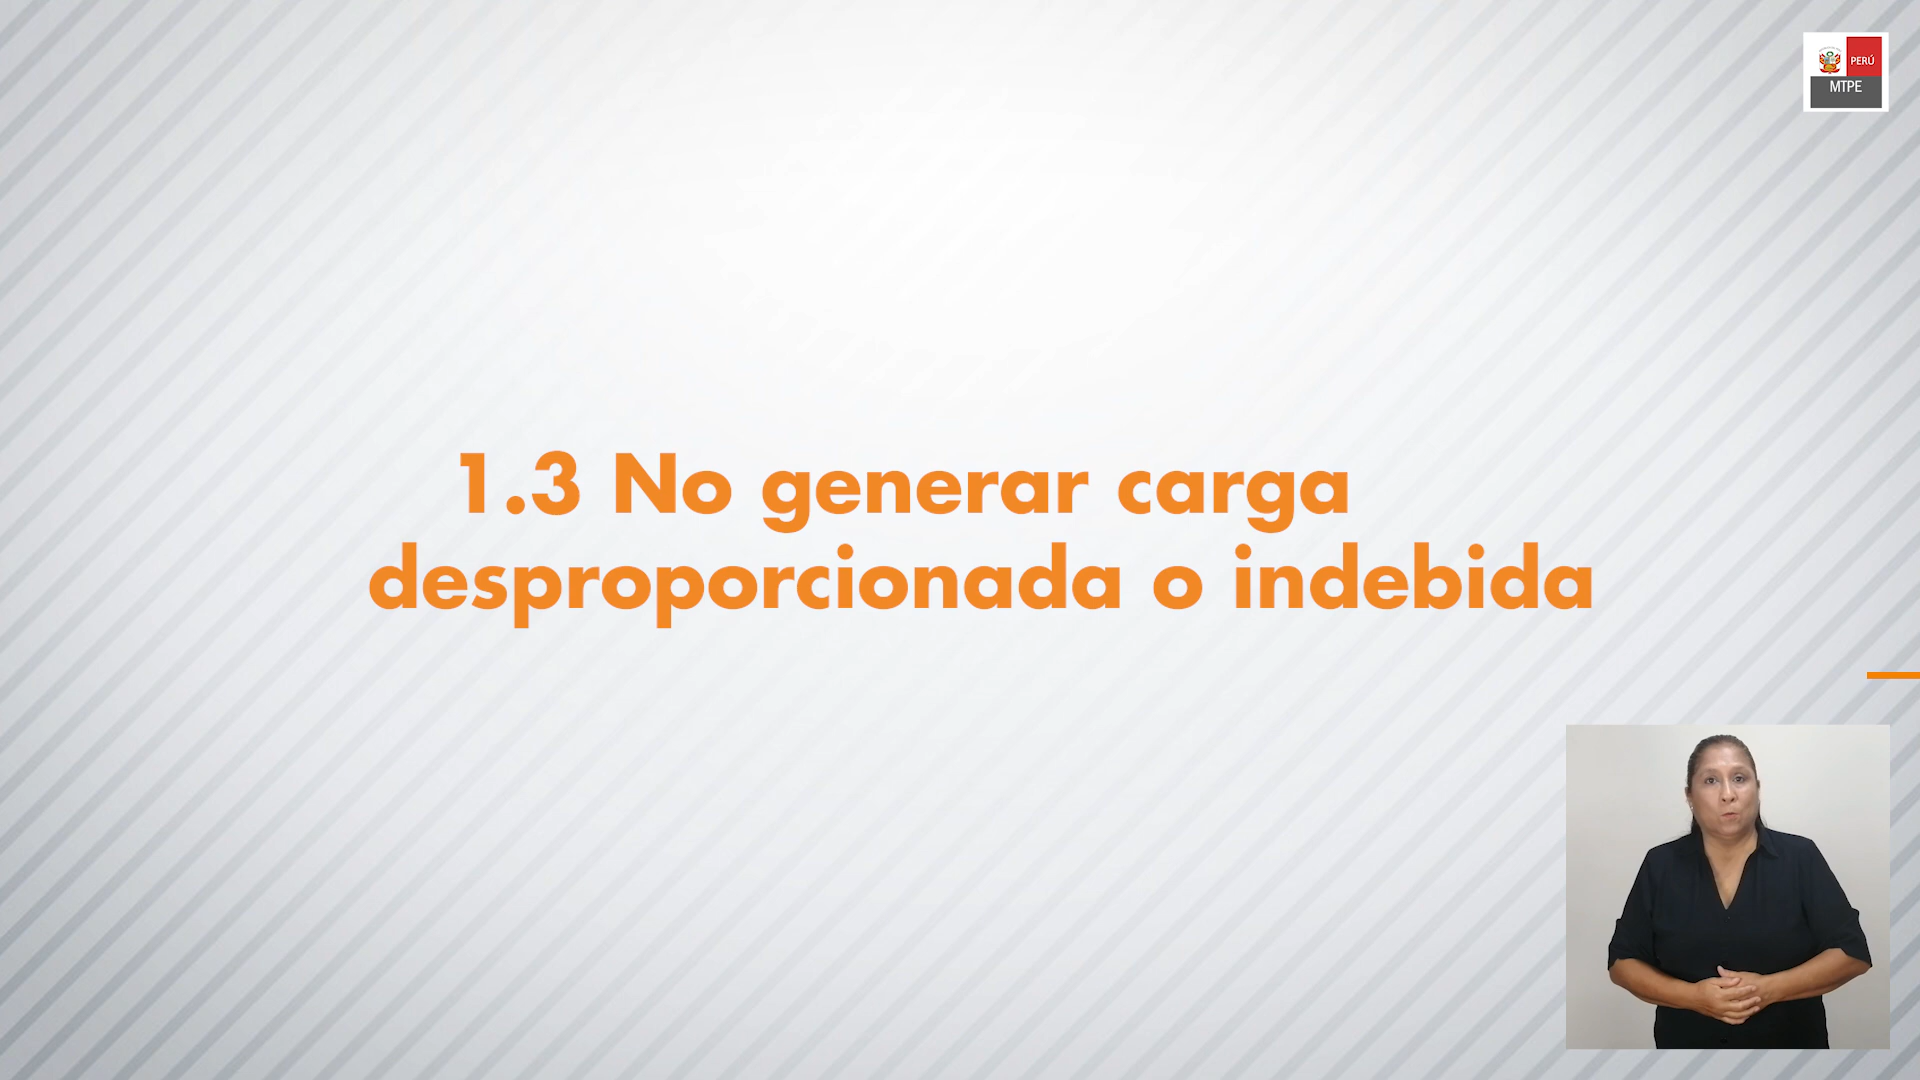 PERÚ
MTPE
1.3 No generar carga
desproporcionada o indebida